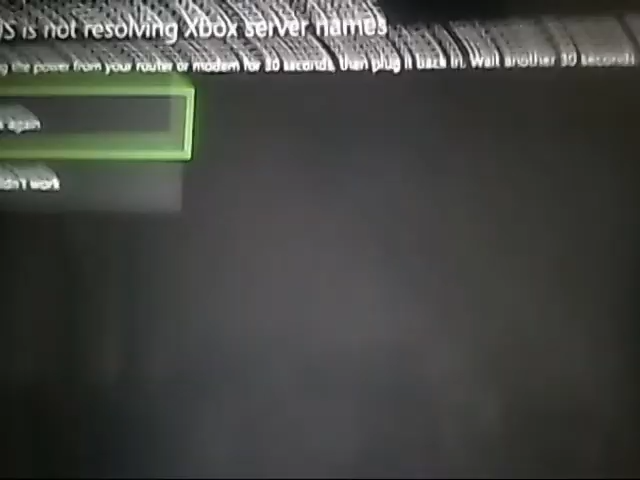 S is not resolving Xbox server names
g the power from your router or modem for 30 seconds, then plug it back in. Wait another 30 seconds
again
dn't work